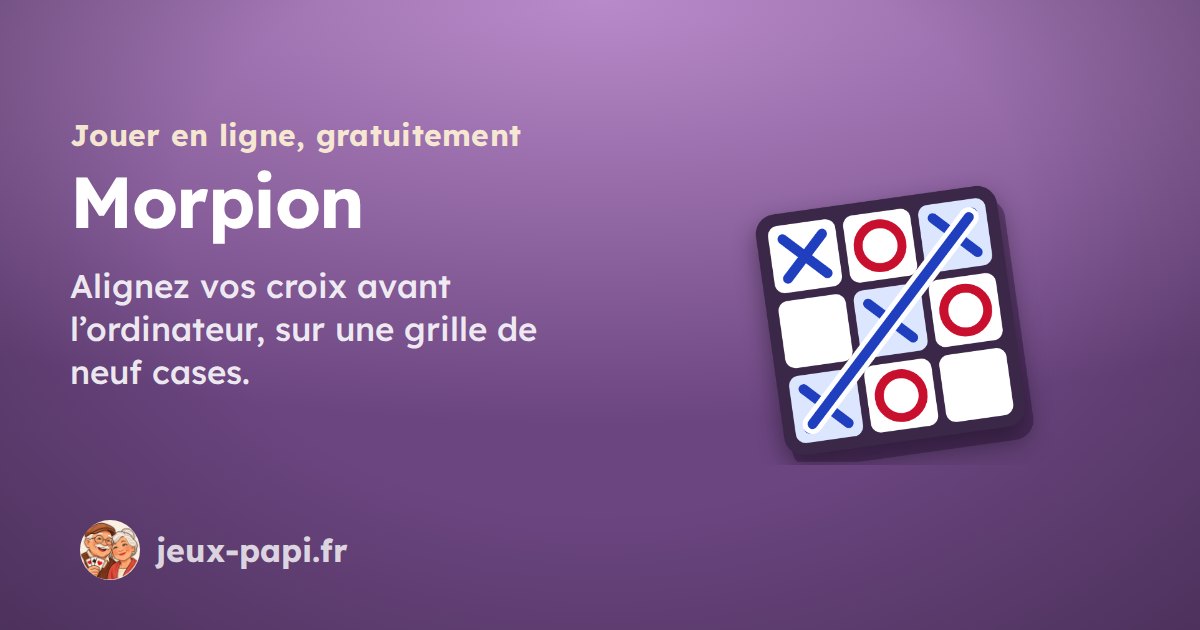 Jouer en ligne, gratuitement
Morpion
Alignez vos croix avant
l’ordinateur, sur une grille de
neuf cases.
jeux-papi.fr